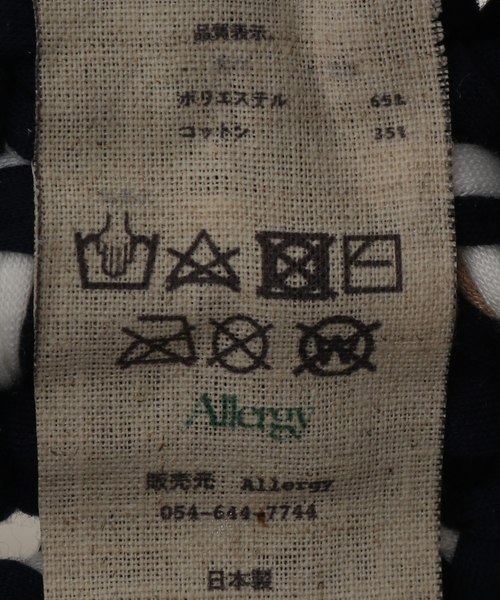 品質表示
ポリエステル 65%
コットン 35%
W
Allergy
販売元 Allergy
054-644-7744
日本製